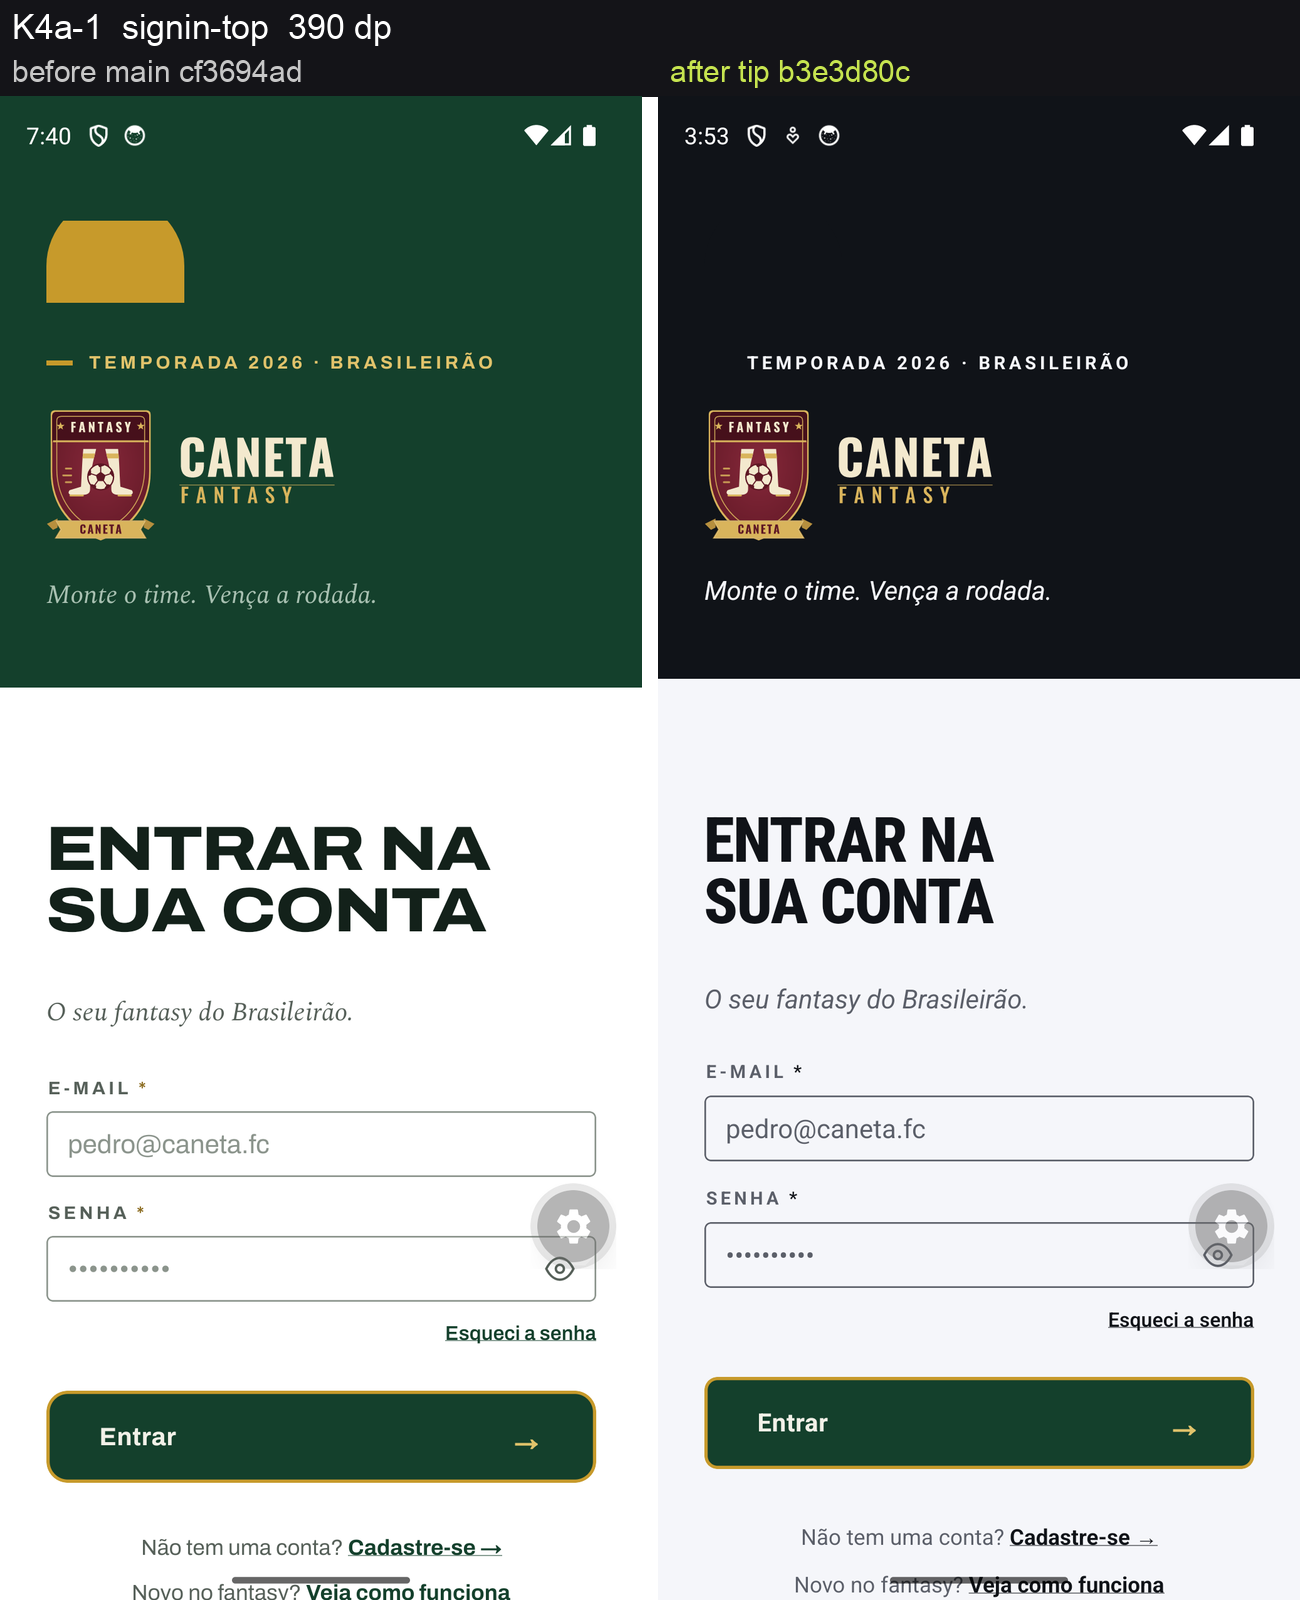 K4a-1 signin-top 390 dp
before main cf3694ad
after tip b3e3d80c
7:40
TEMPORADA 2026 · BRASILEIRÃO
★ FANTASY ★
CANETA
CANETA
FANTASY
Monte o time. Vença a rodada.
ENTRAR NA
SUA CONTA
O seu fantasy do Brasileirão.
E-MAIL *
pedro@caneta.fc
SENHA *
••••••••••
Esqueci a senha
Entrar →
Não tem uma conta? Cadastre-se →
Novo no fantasy? Veja como funciona
3:53
TEMPORADA 2026 · BRASILEIRÃO
★ FANTASY ★
CANETA
CANETA
FANTASY
Monte o time. Vença a rodada.
ENTRAR NA
SUA CONTA
O seu fantasy do Brasileirão.
E-MAIL *
pedro@caneta.fc
SENHA *
••••••••••
Esqueci a senha
Entrar →
Não tem uma conta? Cadastre-se →
Novo no fantasy? Veja como funciona